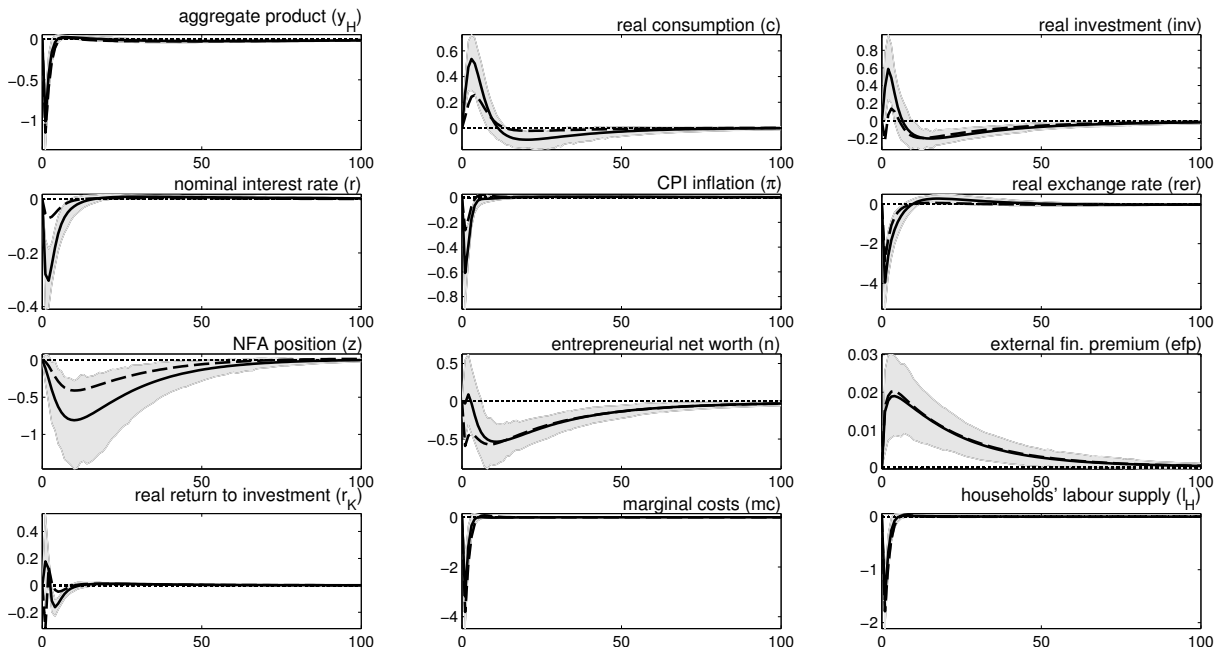 aggregate product (y_H)
0
−0.5
−1
0 50 100
real consumption (c)
0.6
0.4
0.2
0
0 50 100
real investment (inv)
0.8
0.6
0.4
0.2
0
−0.2
0 50 100
nominal interest rate (r)
0
−0.2
−0.4
0 50 100
CPI inflation (π)
0
−0.2
−0.4
−0.6
−0.8
0 50 100
real exchange rate (rer)
0
−2
−4
0 50 100
NFA position (z)
0
−0.5
−1
0 50 100
entrepreneurial net worth (n)
0.5
0
−0.5
0 50 100
external fin. premium (efp)
0.03
0.02
0.01
0
0 50 100
real return to investment (r_K)
0.4
0.2
0
−0.2
0 50 100
marginal costs (mc)
0
−2
−4
0 50 100
households' labour supply (l_H)
0
−1
−2
0 50 100